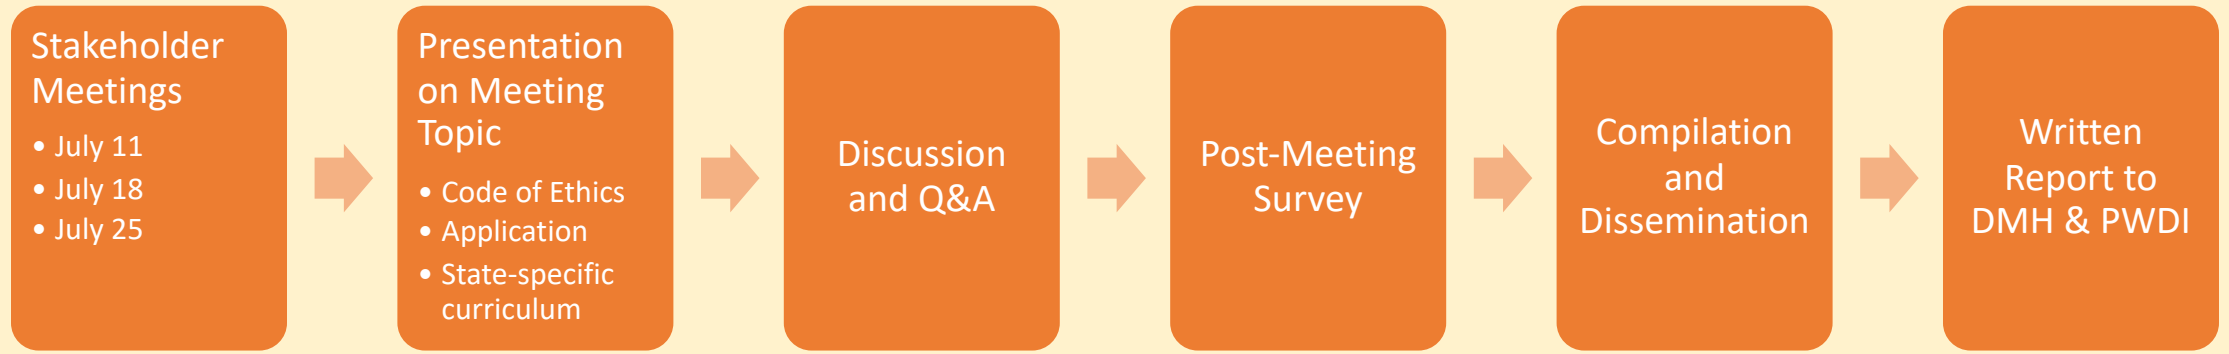 Stakeholder
Meetings
• July 11
• July 18
• July 25
Presentation
on Meeting
Topic
• Code of Ethics
• Application
• State-specific
curriculum
Discussion
and Q&A
Post-Meeting
Survey
Compilation
and
Dissemination
Written
Report to
DMH & PWDI